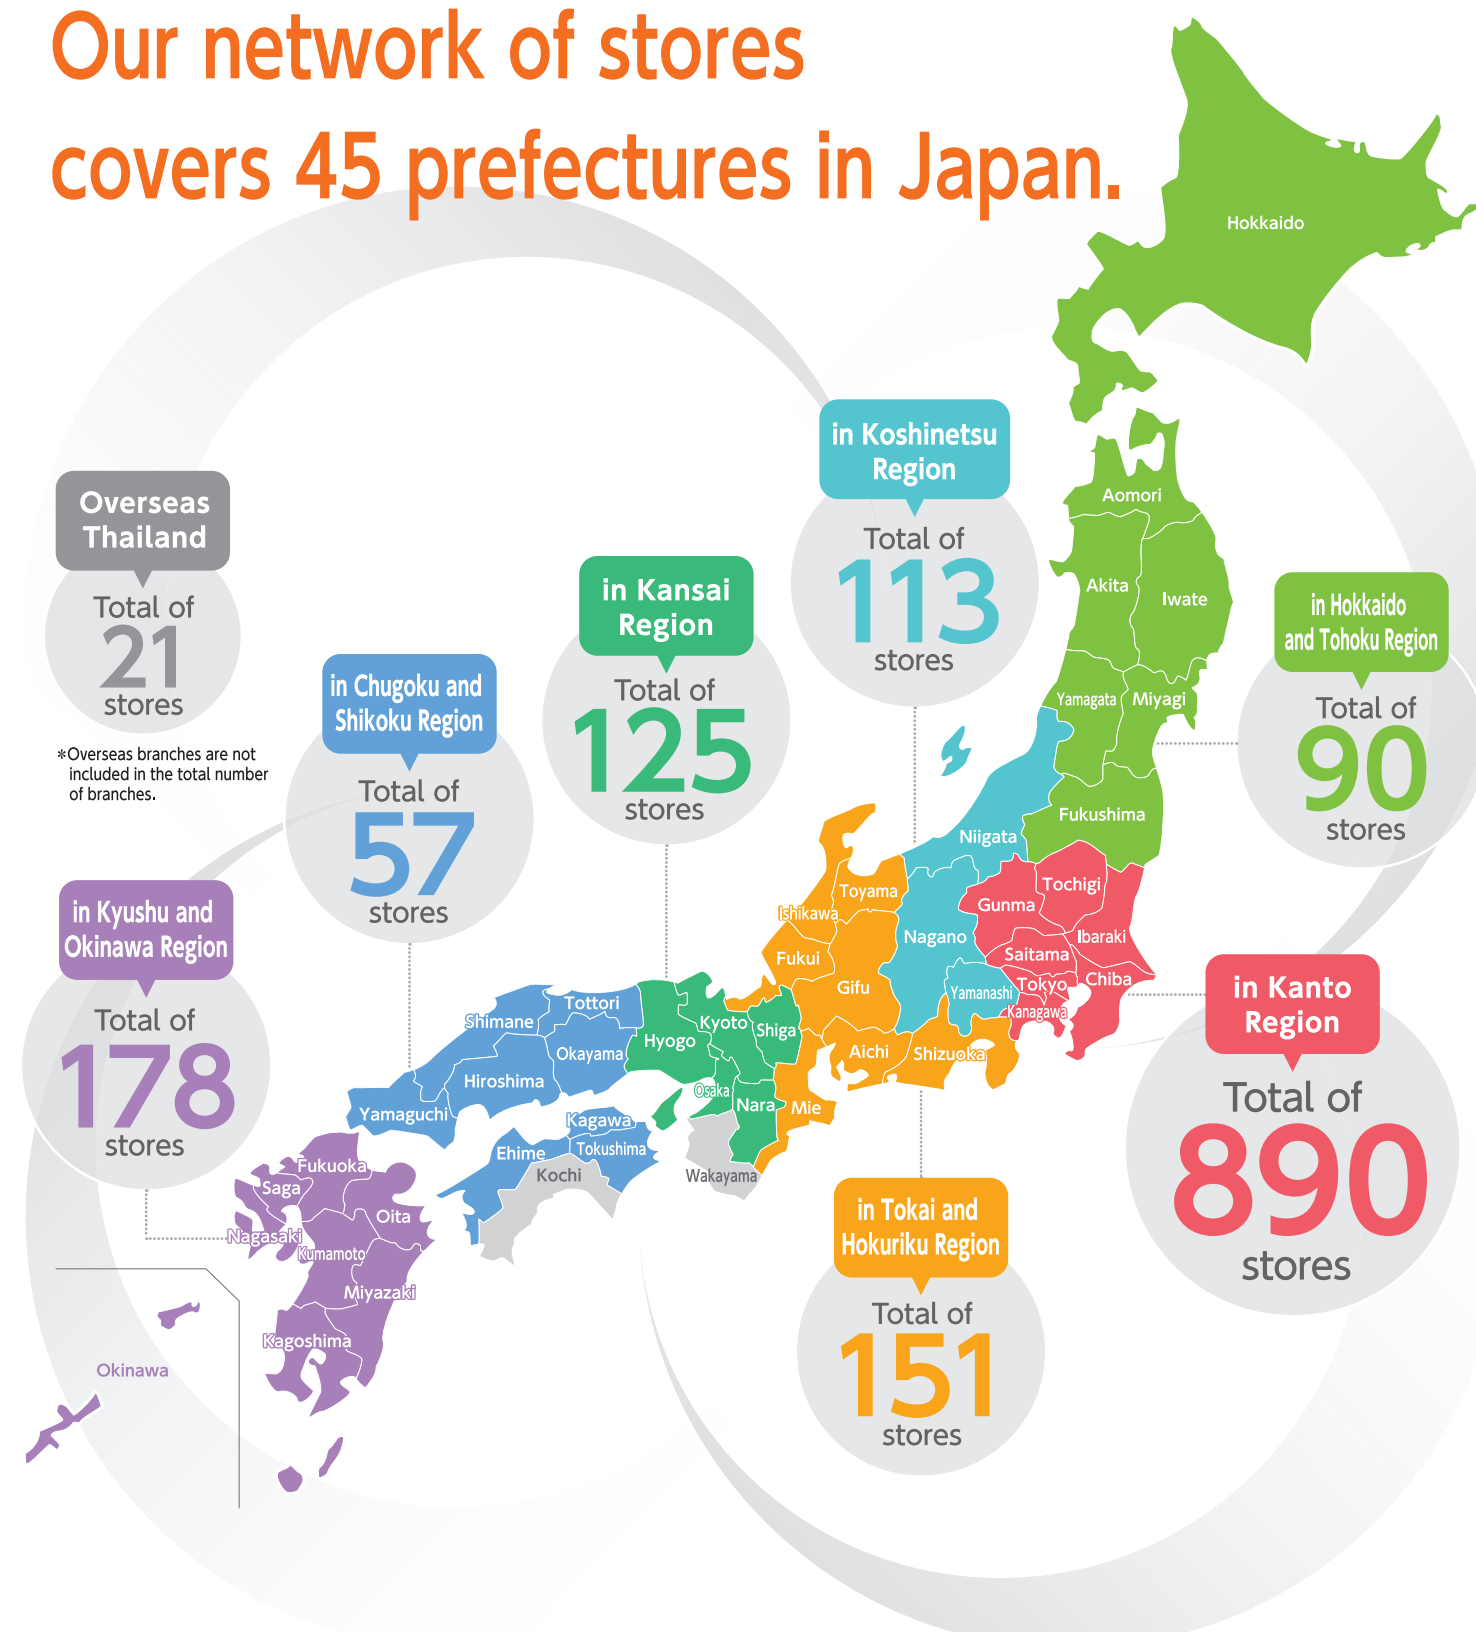 Our network of stores
covers 45 prefectures in Japan.
Hokkaido
in Koshinetsu
Region
Total of
113
stores
Overseas
Thailand
Total of
21
stores
*Overseas branches are not
included in the total number
of branches.
in Kansai
Region
Total of
125
stores
in Hokkaido
and Tohoku Region
Total of
90
stores
in Chugoku and
Shikoku Region
Total of
57
stores
in Kyushu and
Okinawa Region
Total of
178
stores
in Kanto
Region
Total of
890
stores
in Tokai and
Hokuriku Region
Total of
151
stores
Aomori
Akita
Iwate
Yamagata
Miyagi
Fukushima
Niigata
Tochigi
Gunma
Toyama
Ishikawa
Nagano
Ibaraki
Saitama
Fukui
Chiba
Tokyo
Gifu
Yamanashi
Kanagawa
Tottori
Shimane
Kyoto
Shiga
Hyogo
Okayama
Aichi
Shizuoka
Hiroshima
Osaka
Nara
Mie
Yamaguchi
Kagawa
Ehime
Tokushima
Kochi
Wakayama
Fukuoka
Saga
Oita
Nagasaki
Kumamoto
Miyazaki
Kagoshima
Okinawa